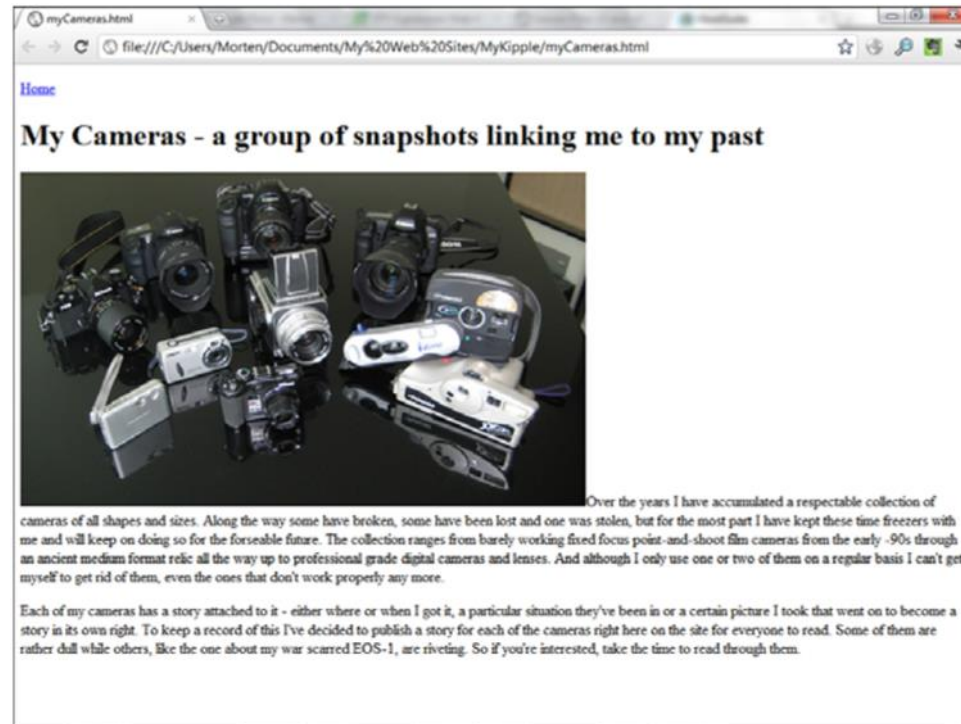 myCameras.html
file:///C:/Users/Morten/Documents/My%20Web%20Sites/MyKipple/myCameras.html
Home
My Cameras - a group of snapshots linking me to my past
Over the years I have accumulated a respectable collection of
cameras of all shapes and sizes. Along the way some have broken, some have been lost and one was stolen, but for the most part I have kept these time freezers with
me and will keep on doing so for the forseable future. The collection ranges from barely working fixed focus point-and-shoot film cameras from the early -90s through
an ancient medium format relic all the way up to professional grade digital cameras and lenses. And although I only use one or two of them on a regular basis I can't get
myself to get rid of them, even the ones that don't work properly any more.
Each of my cameras has a story attached to it - either where or when I got it, a particular situation they've been in or a certain picture I took that went on to become a
story in its own right. To keep a record of this I've decided to publish a story for each of the cameras right here on the site for everyone to read. Some of them are
rather dull while others, like the one about my war scarred EOS-1, are riveting. So if you're interested, take the time to read through them.